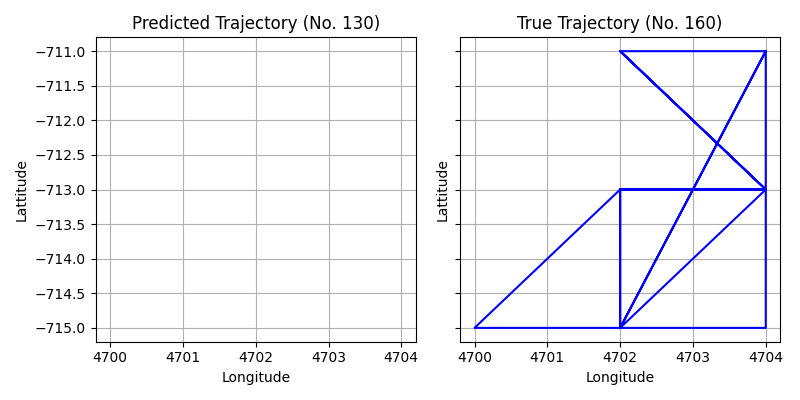 Predicted Trajectory (No. 130)
Lattitude
−711.0
−711.5
−712.0
−712.5
−713.0
−713.5
−714.0
−714.5
−715.0
4700 4701 4702 4703 4704
Longitude
True Trajectory (No. 160)
Lattitude
4700 4701 4702 4703 4704
Longitude